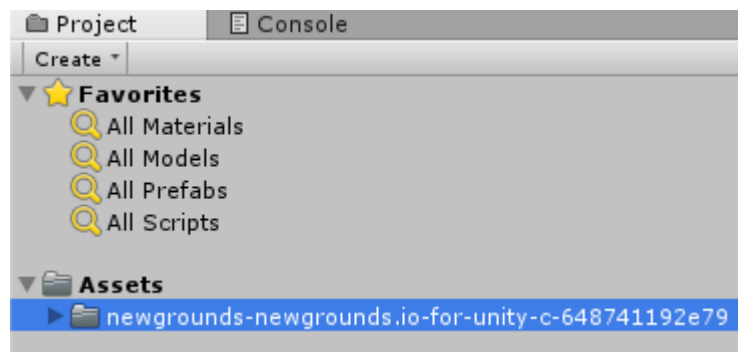 Project Console
Create
Favorites
All Materials
All Models
All Prefabs
All Scripts
Assets
newgrounds-newgrounds.io-for-unity-c-648741192e79